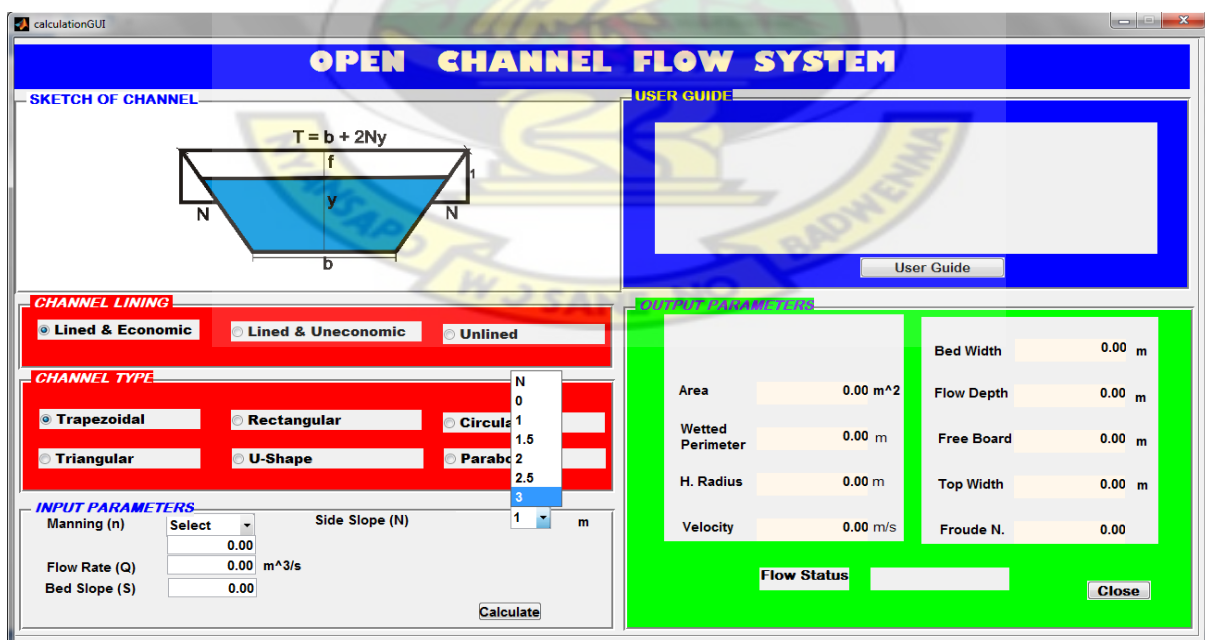 calculationGUI
OPEN CHANNEL FLOW SYSTEM
SKETCH OF CHANNEL
T = b + 2Ny
f
1
y
N
N
b
USER GUIDE
User Guide
CHANNEL LINING
Lined & Economic
Lined & Uneconomic
Unlined
CHANNEL TYPE
Trapezoidal
Rectangular
Circula
Triangular
U-Shape
Parabo
N
0
1
1.5
2
2.5
3
INPUT PARAMETERS
Manning (n)
Select
Side Slope (N)
1
m
0.00
Flow Rate (Q)
0.00 m^3/s
Bed Slope (S)
0.00
Calculate
OUTPUT PARAMETERS
Area
0.00 m^2
Wetted
Perimeter
0.00 m
H. Radius
0.00 m
Velocity
0.00 m/s
Bed Width
0.00 m
Flow Depth
0.00 m
Free Board
0.00 m
Top Width
0.00 m
Froude N.
0.00
Flow Status
Close
NYANSAPO
W
SANE
NO
BADWENMA